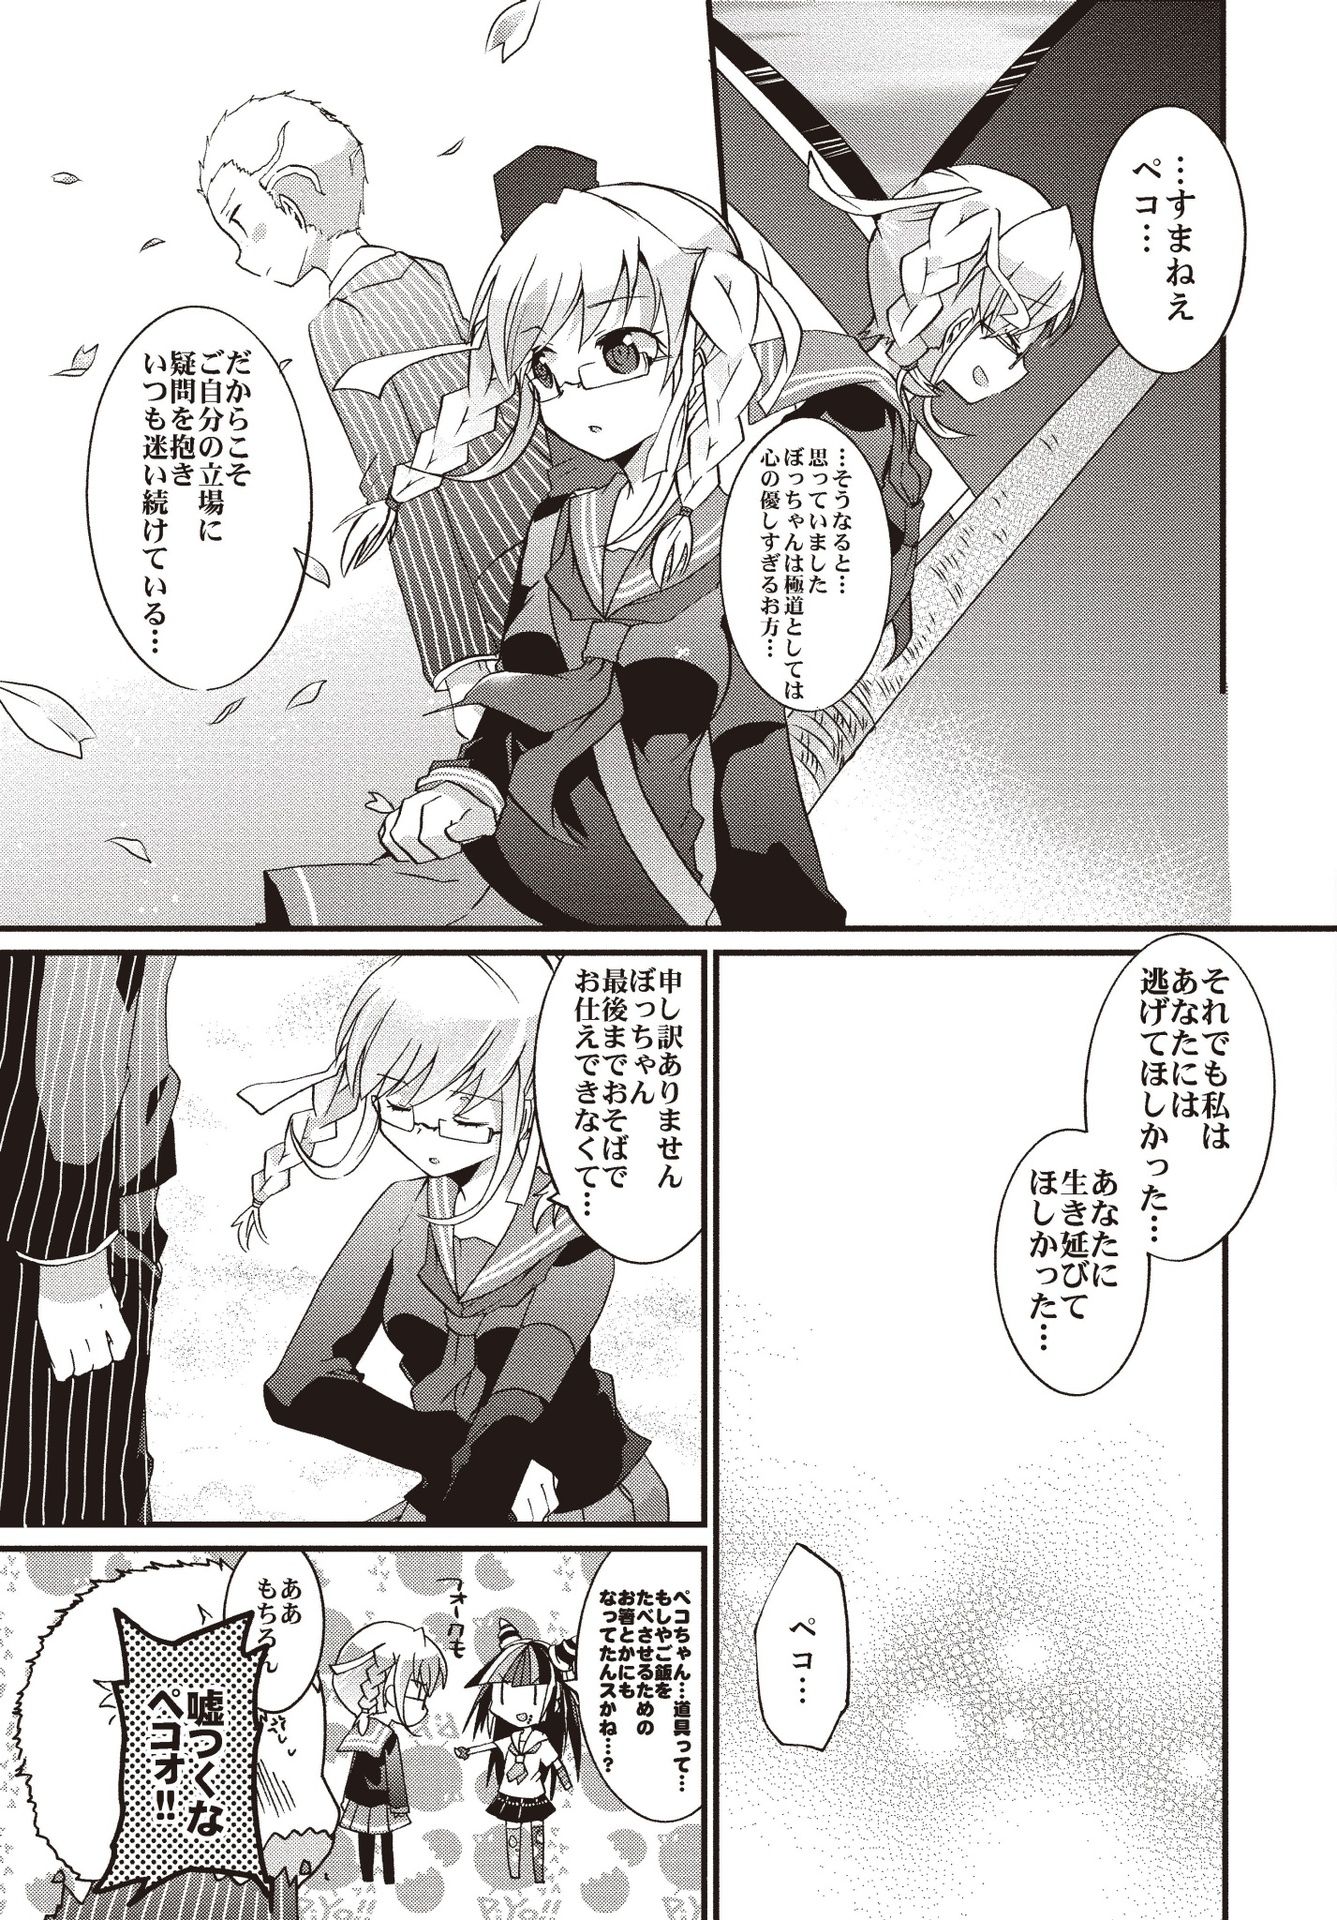 …すまねえ
ペコ…
…そうなると…
思っていました
ぼっちゃんは極道としては
心の優しすぎるお方…
だからこそ
ご自分の立場に
疑問を抱き
いつも迷い続けている…
それでも私は
あなたには
逃げてほしかった…
あなたに
生き延びて
ほしかった…
ペコ…
申し訳ありません
ぼっちゃん
最後までおそばで
お仕えできなくて…
ペコちゃん…道具って…
もしやご飯を
たべさせるための
お箸とかにも
なってたんスかね…?
フォークも
ああ
もちろん
嘘つくな
ペコォ!!
PiYo!!
PiYo!!